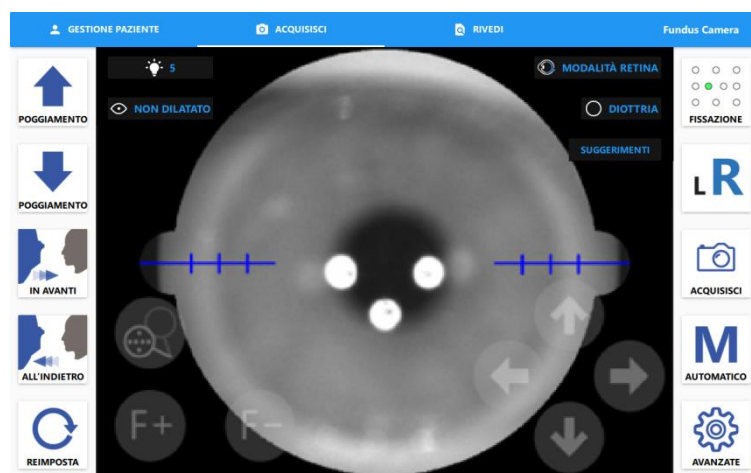 GESTIONE PAZIENTE
ACQUISISCI
RIVEDI
Fundus Camera
5
MODALITÀ RETINA
NON DILATATO
DIOTTRIA
SUGGERIMENTI
POGGIAMENTO
POGGIAMENTO
IN AVANTI
ALL'INDIETRO
REIMPOSTA
F+
F-
FISSAZIONE
L R
ACQUISISCI
M
AUTOMATICO
AVANZATE